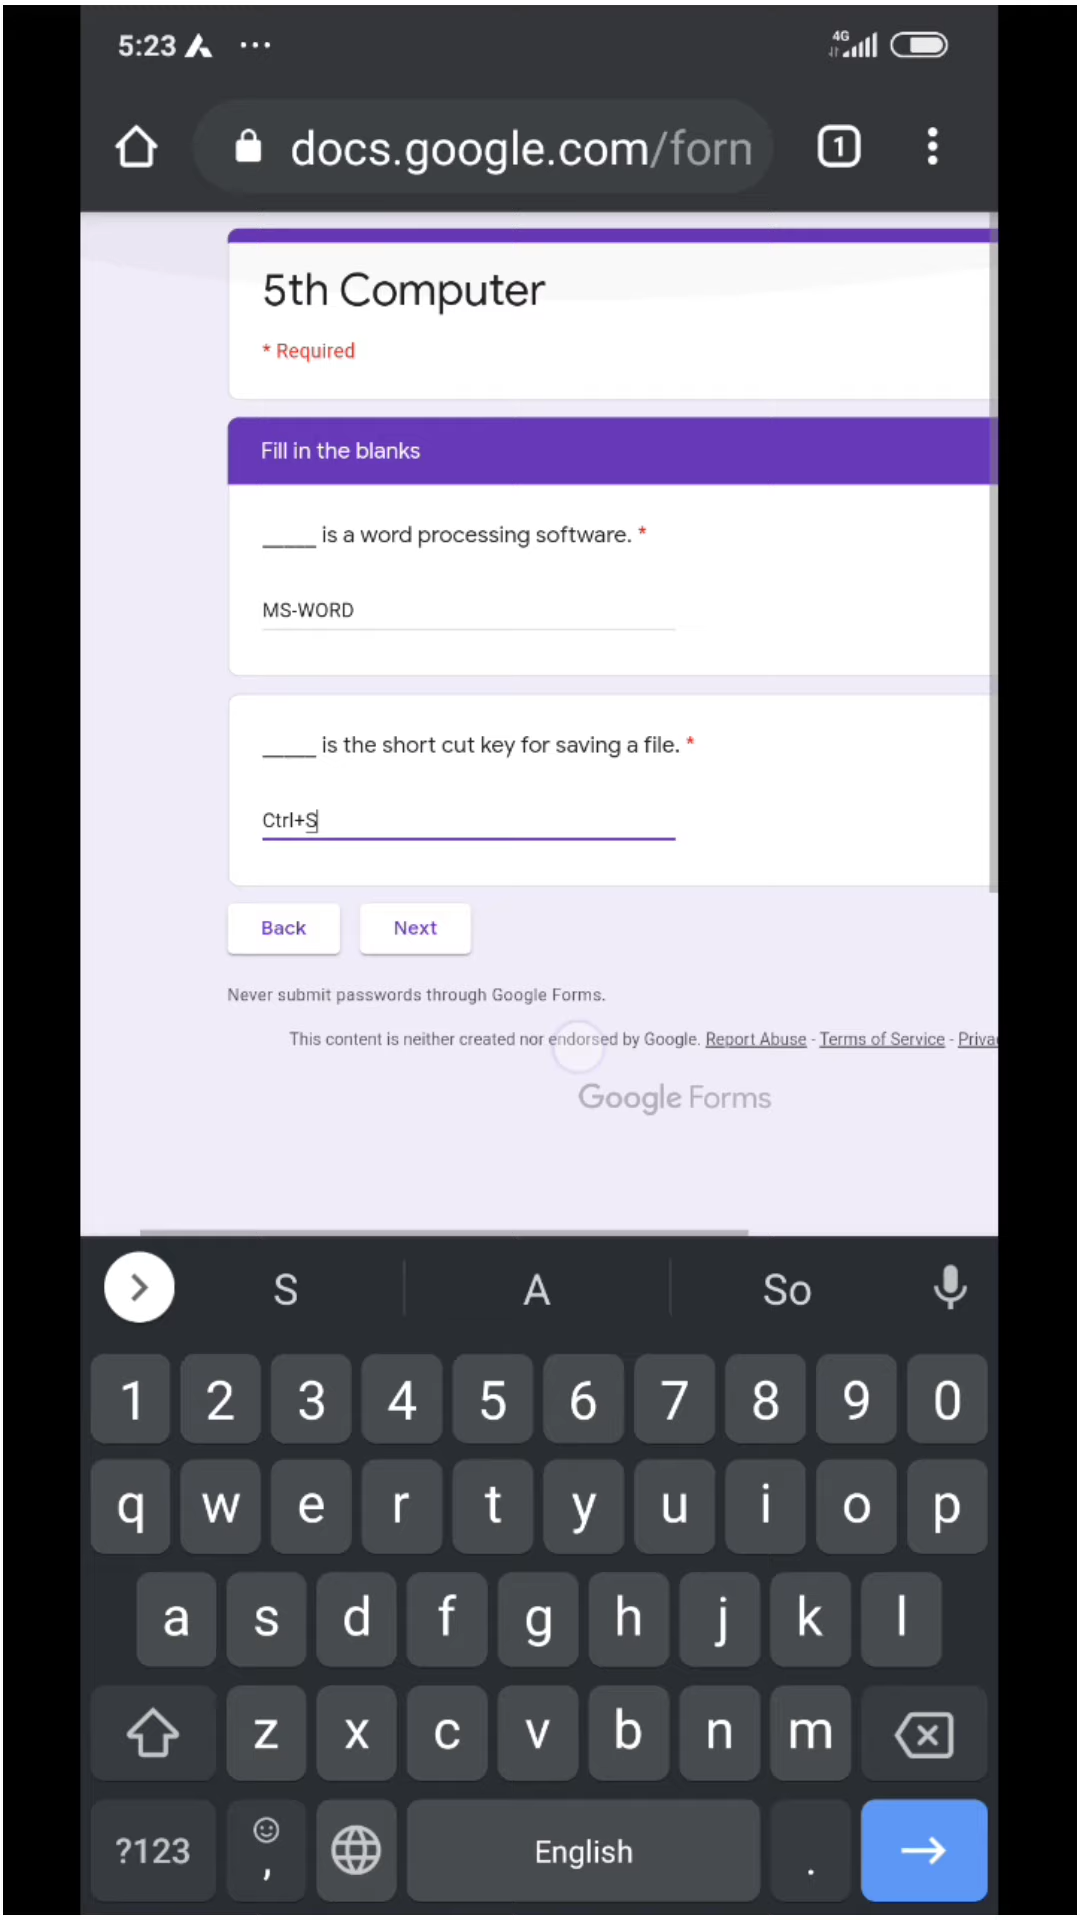 5:23 ... 4G
docs.google.com/forn 1
5th Computer
* Required
Fill in the blanks
_____ is a word processing software. *
MS-WORD
_____ is the short cut key for saving a file. *
Ctrl+S
Back Next
Never submit passwords through Google Forms.
This content is neither created nor endorsed by Google. Report Abuse - Terms of Service - Priva
Google Forms
S A So
1 2 3 4 5 6 7 8 9 0
q w e r t y u i o p
a s d f g h j k l
z x c v b n m
?123 , English .